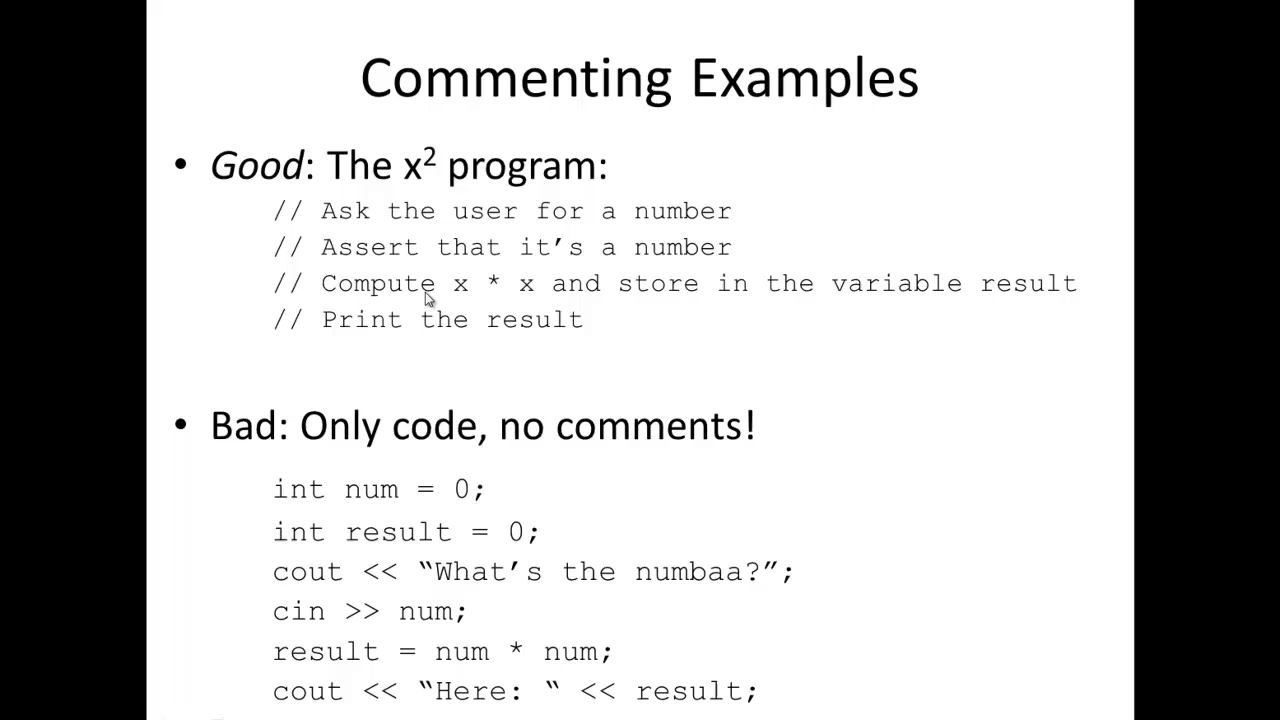 Commenting Examples
• Good: The x² program:
// Ask the user for a number
// Assert that it’s a number
// Compute x * x and store in the variable result
// Print the result
• Bad: Only code, no comments!
int num = 0;
int result = 0;
cout << “What’s the numbaa?”;
cin >> num;
result = num * num;
cout << “Here: “ << result;